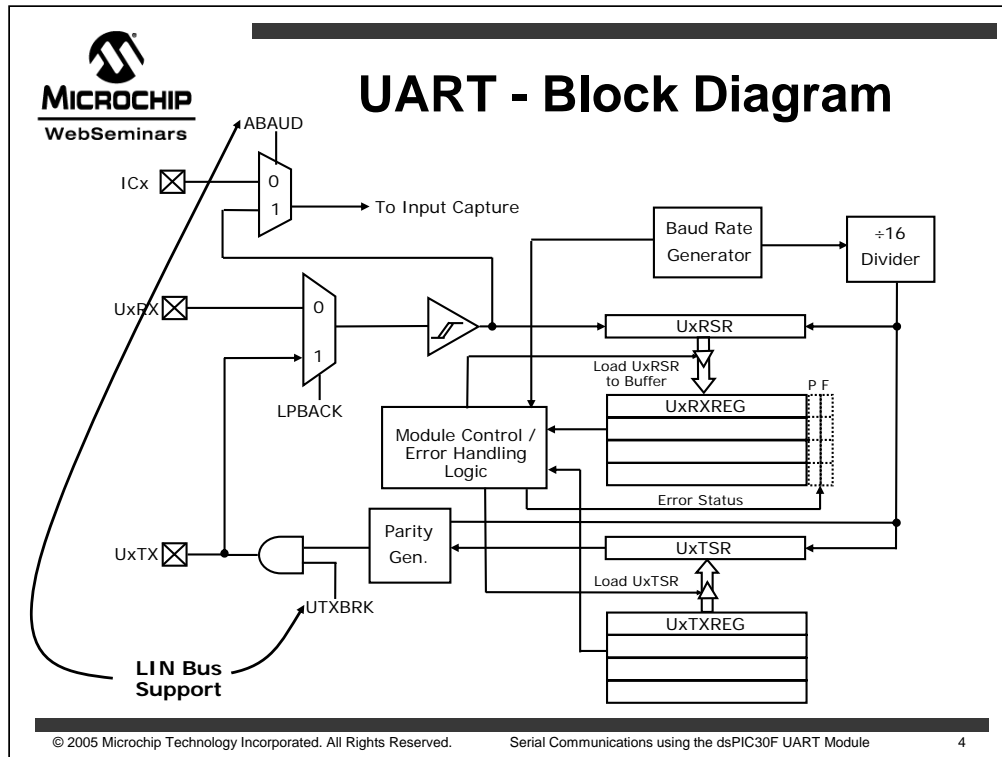 MICROCHIP
WebSeminars
UART - Block Diagram
ABAUD
ICx
0
1
To Input Capture
Baud Rate
Generator
÷16
Divider
UxRX
0
1
LPBACK
UxRSR
Load UxRSR
to Buffer
P F
UxRXREG
Module Control /
Error Handling
Logic
Error Status
Parity
Gen.
UxTX
UxTSR
Load UxTSR
UTXBRK
UxTXREG
LIN Bus
Support
© 2005 Microchip Technology Incorporated. All Rights Reserved.
Serial Communications using the dsPIC30F UART Module
4